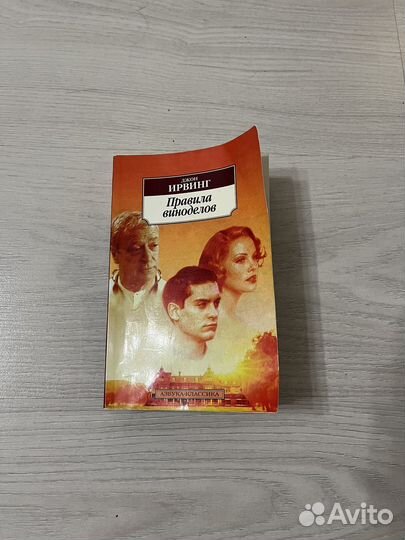 ДЖОН
ИРВИНГ
Правила
виноделов
АЗБУКА-КЛАССИКА
Avito